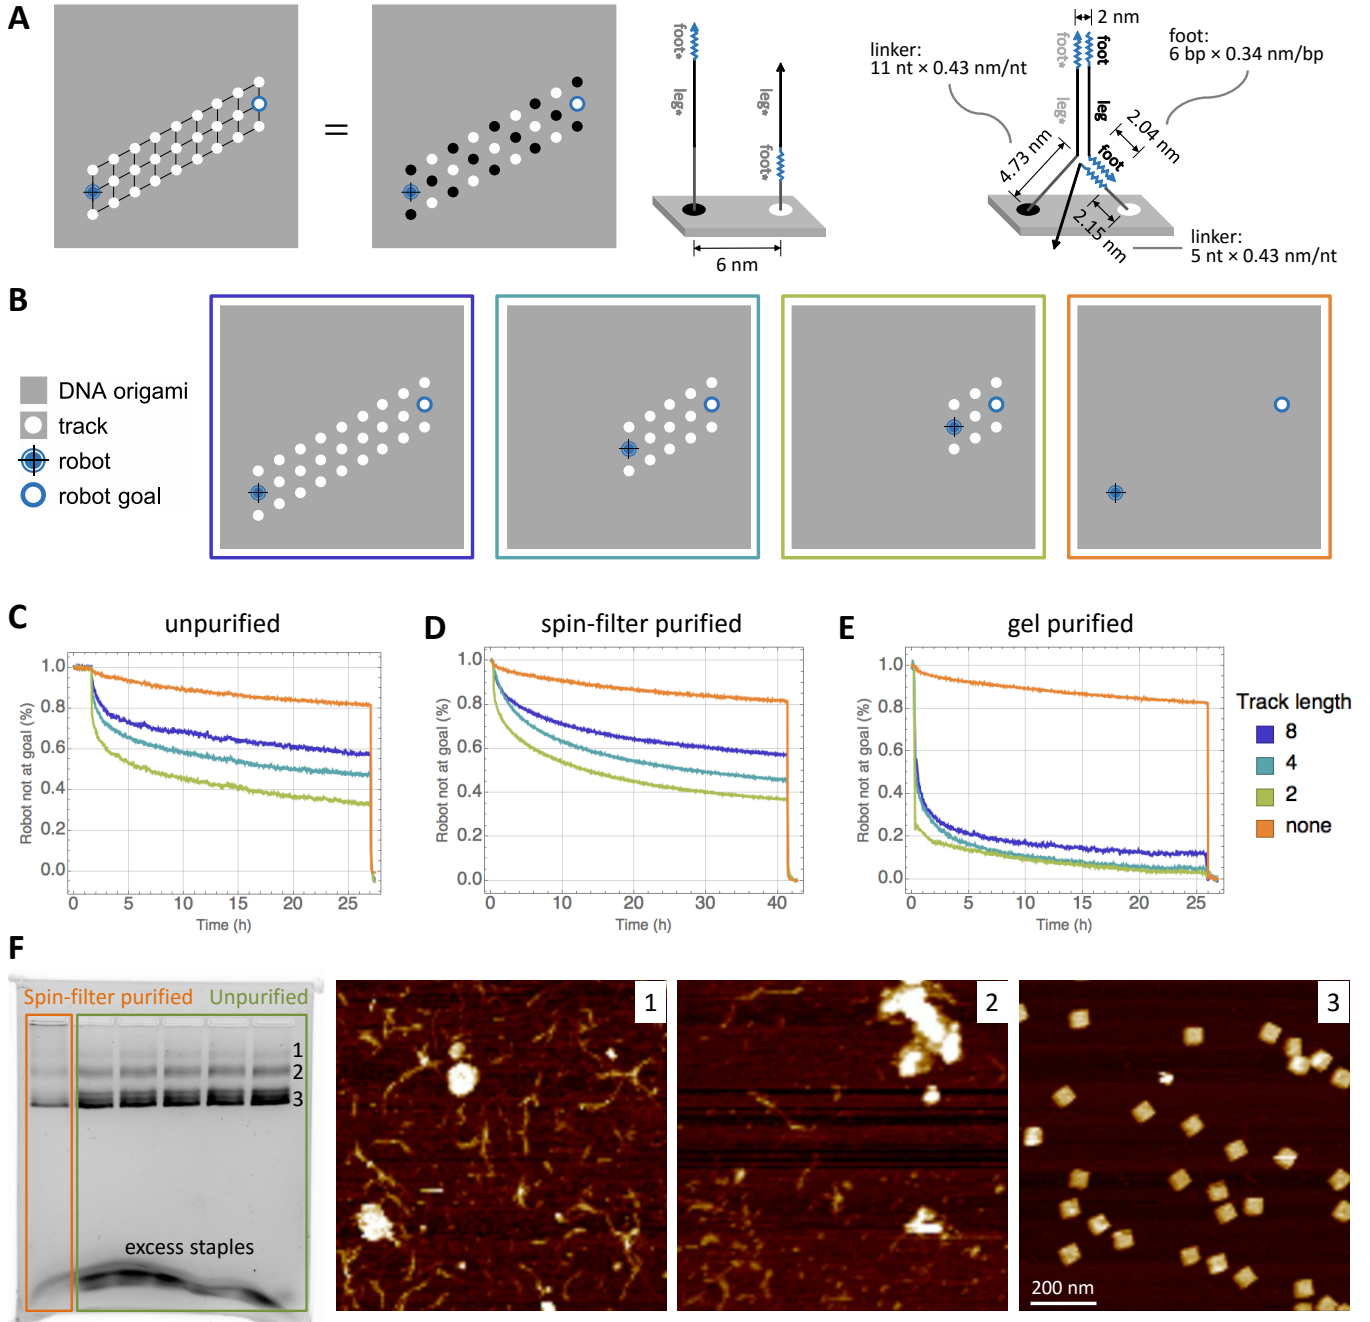 A
foot*
leg*
leg*
foot*
6 nm
linker:
11 nt × 0.43 nm/nt
2 nm
foot:
6 bp × 0.34 nm/bp
foot*
foot
leg*
leg
foot
2.04 nm
4.73 nm
2.15 nm
linker:
5 nt × 0.43 nm/nt
B
DNA origami
track
robot
robot goal
C
unpurified
Robot not at goal (%)
1.0
0.8
0.6
0.4
0.2
0.0
0 5 10 15 20 25
Time (h)
D
spin-filter purified
Robot not at goal (%)
1.0
0.8
0.6
0.4
0.2
0.0
0 10 20 30 40
Time (h)
E
gel purified
Robot not at goal (%)
1.0
0.8
0.6
0.4
0.2
0.0
0 5 10 15 20 25
Time (h)
Track length
8
4
2
none
F
Spin-filter purified Unpurified
1
2
3
excess staples
1
2
3
200 nm